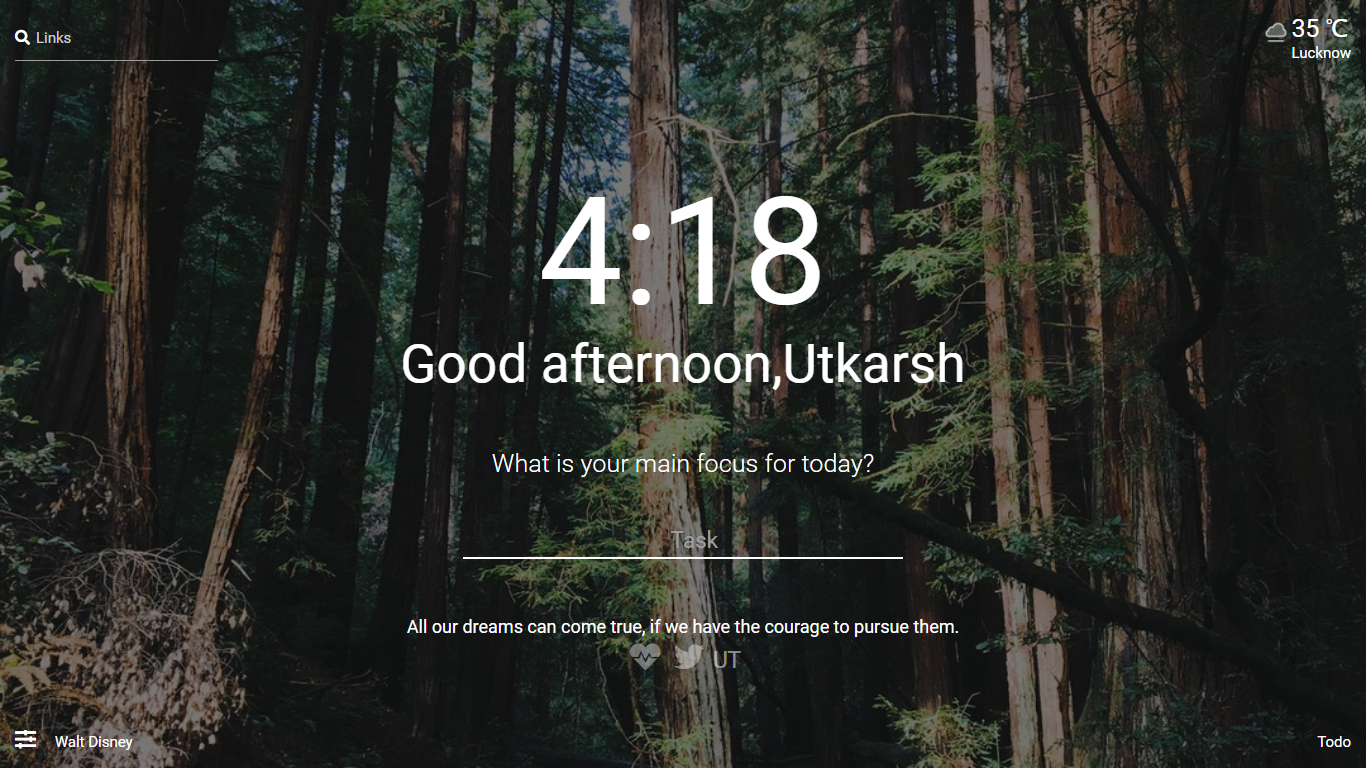 Links
35 ℃
Lucknow
4:18
Good afternoon,Utkarsh
What is your main focus for today?
Task
All our dreams can come true, if we have the courage to pursue them.
UT
Walt Disney
Todo